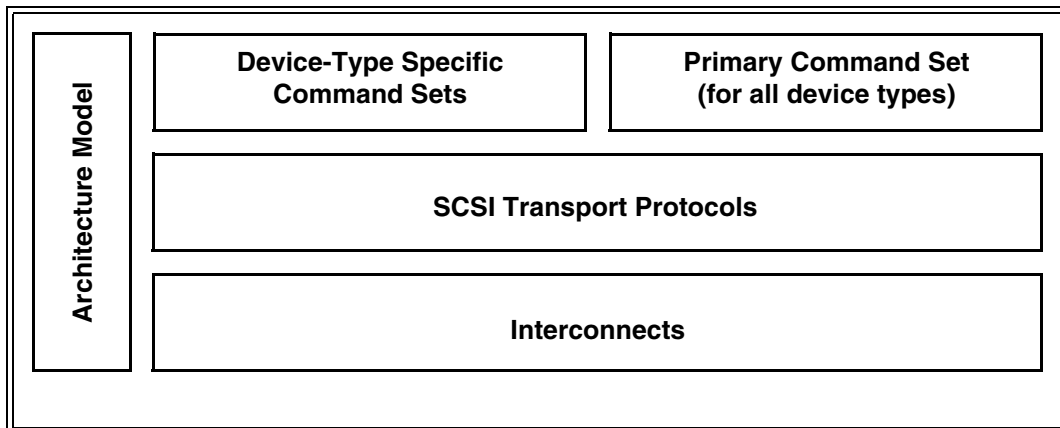 Architecture Model
Device-Type Specific
Command Sets
Primary Command Set
(for all device types)
SCSI Transport Protocols
Interconnects